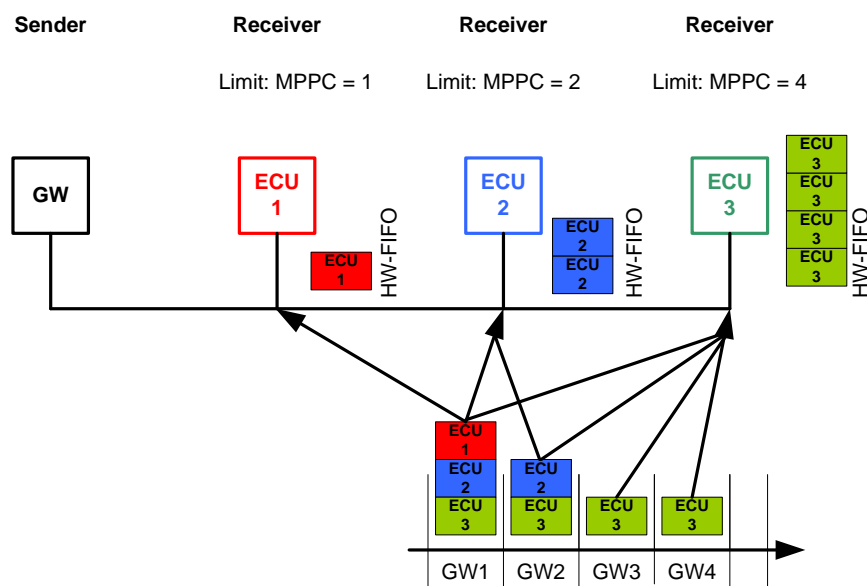 Sender
Receiver
Receiver
Receiver
Limit: MPPC = 1
Limit: MPPC = 2
Limit: MPPC = 4
GW
ECU
1
ECU
2
ECU
3
ECU
1
HW-FIFO
ECU
2
ECU
2
HW-FIFO
ECU
3
ECU
3
ECU
3
ECU
3
HW-FIFO
ECU
1
ECU
2
ECU
3
ECU
2
ECU
3
ECU
3
ECU
3
GW1
GW2
GW3
GW4